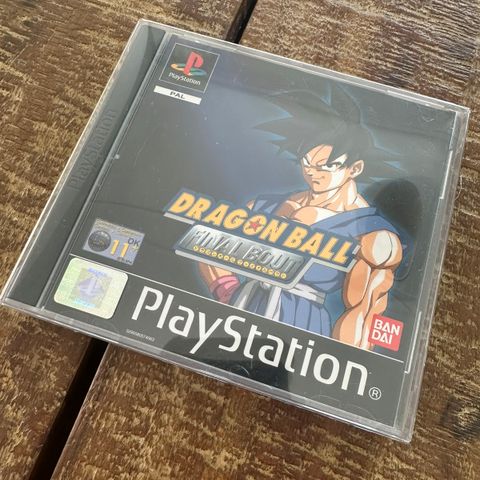 PlayStation
PAL
PlayStation
DRAGON BALL
FINAL BOUT
11
OK
BAN
DAI
PlayStation®